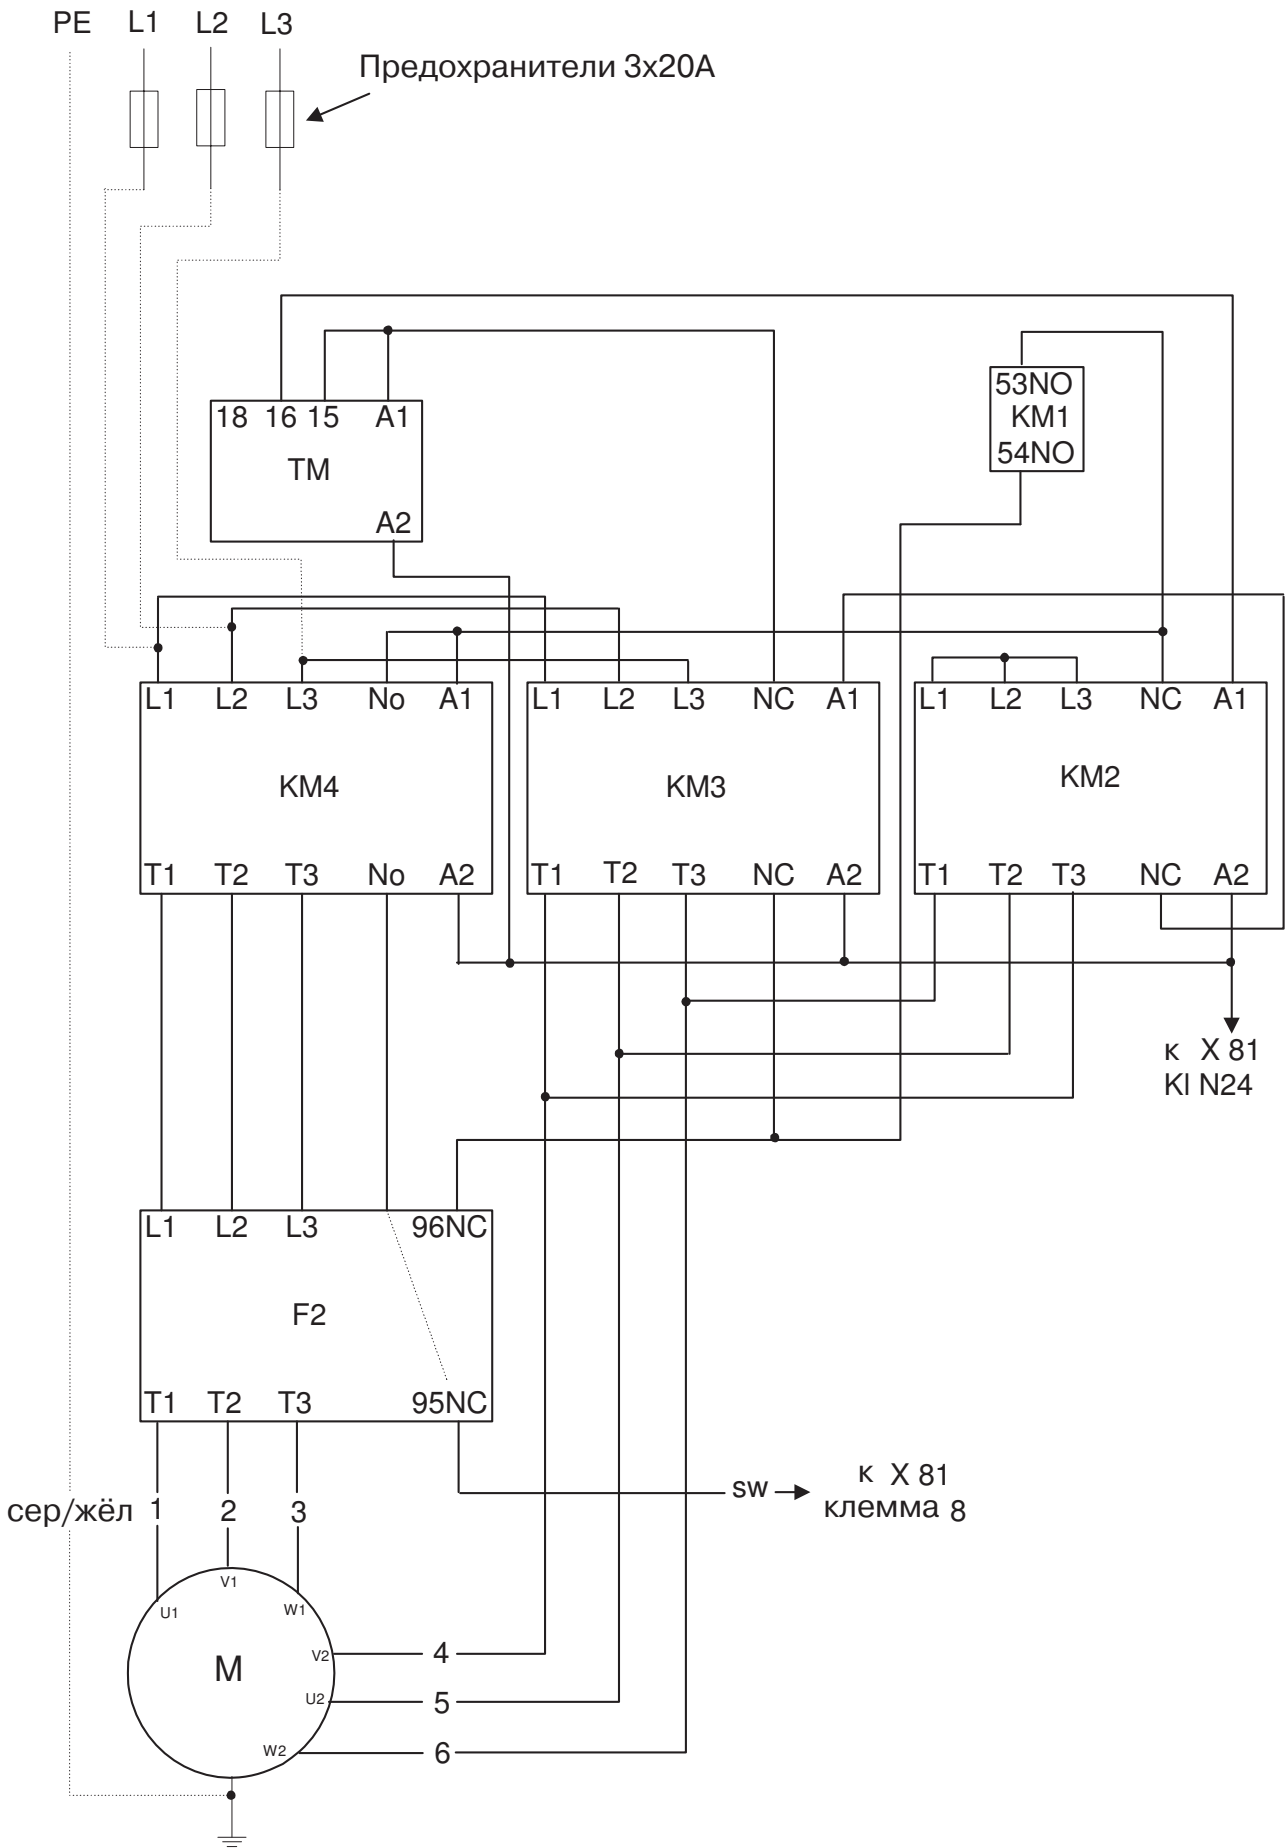 PE L1 L2 L3
Предохранители 3x20A
53NO
KM1
54NO
18 16 15 A1
TM
A2
L1 L2 L3 No A1
KM4
T1 T2 T3 No A2
L1 L2 L3 NC A1
KM3
T1 T2 T3 NC A2
L1 L2 L3 NC A1
KM2
T1 T2 T3 NC A2
к X 81
Kl N24
L1 L2 L3 96NC
F2
T1 T2 T3 95NC
sw
к X 81
клемма 8
сер/жёл 1 2 3
V1
U1 W1
M
V2 4
U2 5
W2 6